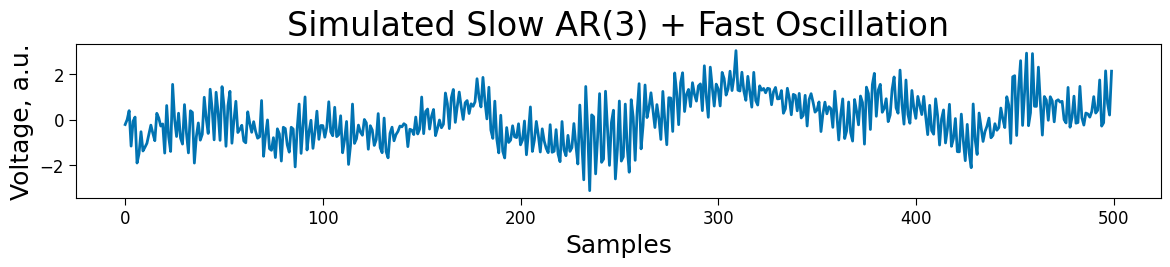 Simulated Slow AR(3) + Fast Oscillation
Voltage, a.u.
2
0
−2
0 100 200 300 400 500
Samples